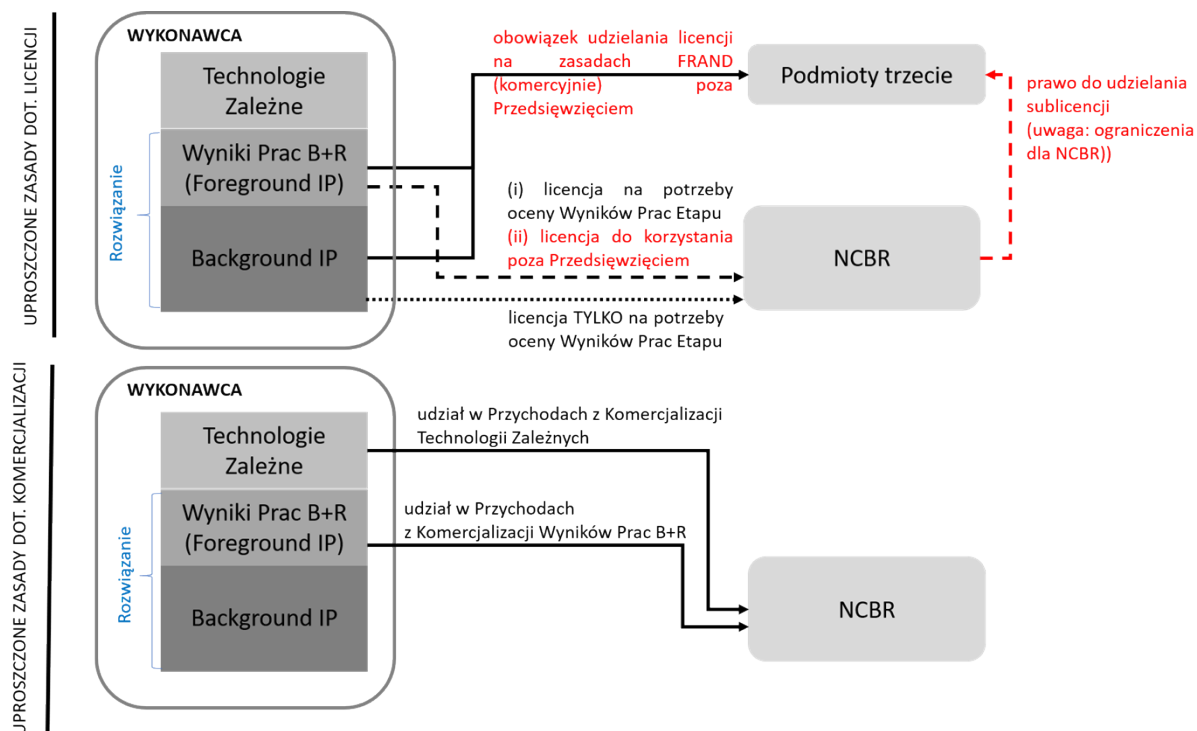 UPROSZCZONE ZASADY DOT. LICENCJI
WYKONAWCA
Technologie
Zależne
Wyniki Prac B+R
(Foreground IP)
Background IP
Rozwiązanie
obowiązek udzielania licencji
na zasadach FRAND
(komercyjnie) poza
Przedsięwzięciem
Podmioty trzecie
prawo do udzielania
sublicencji
(uwaga: ograniczenia
dla NCBR))
(i) licencja na potrzeby
oceny Wyników Prac Etapu
(ii) licencja do korzystania
poza Przedsięwzięciem
NCBR
licencja TYLKO na potrzeby
oceny Wyników Prac Etapu
UPROSZCZONE ZASADY DOT. KOMERCJALIZACJI
WYKONAWCA
Technologie
Zależne
Wyniki Prac B+R
(Foreground IP)
Background IP
Rozwiązanie
udział w Przychodach z Komercjalizacji
Technologii Zależnych
udział w Przychodach
z Komercjalizacji Wyników Prac B+R
NCBR